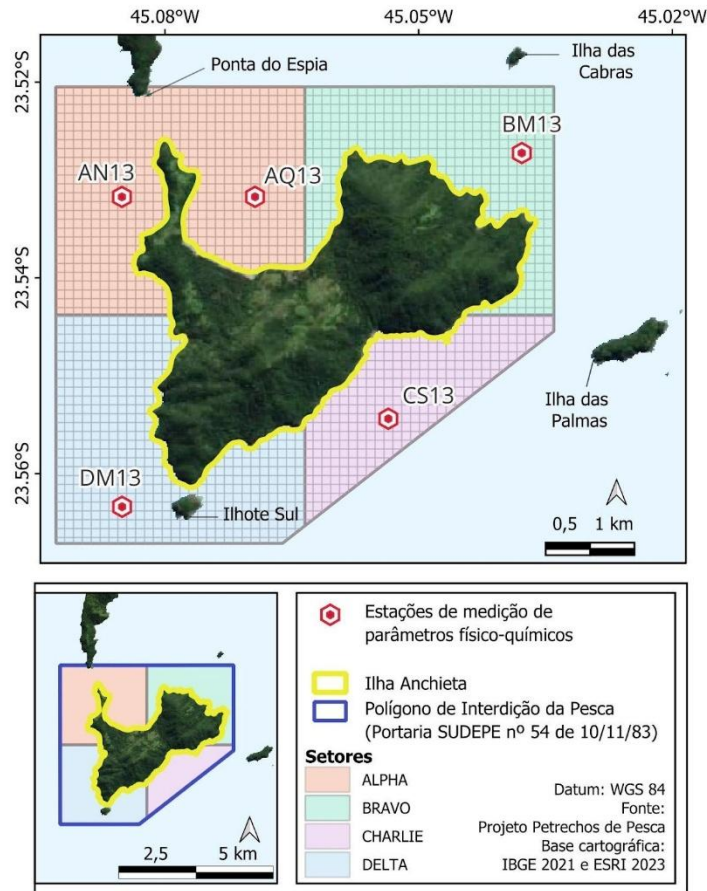 45.08°W
45.05°W
45.02°W
Ponta do Espia
Ilha das
Cabras
23.52°S
BM13
AN13
AQ13
23.54°S
Ilha das
Palmas
CS13
DM13
23.56°S
Ilhote Sul
0,5 1 km
Estações de medição de
parâmetros físico-químicos
Ilha Anchieta
Polígono de Interdição da Pesca
(Portaria SUDEPE nº 54 de 10/11/83)
Setores
ALPHA
BRAVO
CHARLIE
DELTA
Datum: WGS 84
Fonte:
Projeto Petrechos de Pesca
Base cartográfica:
IBGE 2021 e ESRI 2023
2,5 5 km